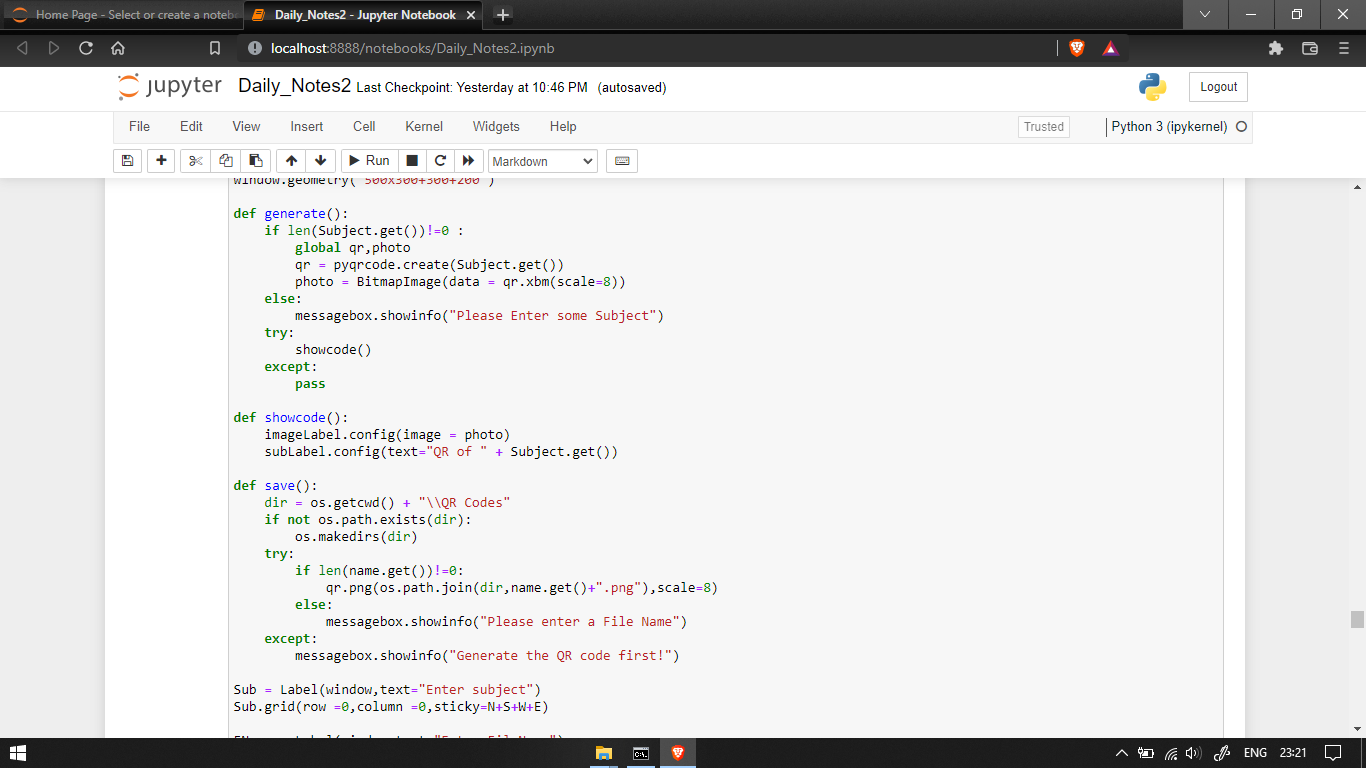 Home Page - Select or create a noteb
Daily_Notes2 - Jupyter Notebook
localhost:8888/notebooks/Daily_Notes2.ipynb
jupyter Daily_Notes2 Last Checkpoint: Yesterday at 10:46 PM (autosaved)
Logout
File Edit View Insert Cell Kernel Widgets Help
Trusted
Python 3 (ipykernel)
Run
Markdown
window.geometry("500x300+300+200")
def generate():
    if len(Subject.get())!=0 :
        global qr,photo
        qr = pyqrcode.create(Subject.get())
        photo = BitmapImage(data = qr.xbm(scale=8))
    else:
        messagebox.showinfo("Please Enter some Subject")
    try:
        showcode()
    except:
        pass
def showcode():
    imageLabel.config(image = photo)
    subLabel.config(text="QR of " + Subject.get())
def save():
    dir = os.getcwd() + "\\QR Codes"
    if not os.path.exists(dir):
        os.makedirs(dir)
    try:
        if len(name.get())!=0:
            qr.png(os.path.join(dir,name.get()+".png"),scale=8)
        else:
            messagebox.showinfo("Please enter a File Name")
    except:
        messagebox.showinfo("Generate the QR code first!")
Sub = Label(window,text="Enter subject")
Sub.grid(row =0,column =0,sticky=N+S+W+E)
ENG
23:21